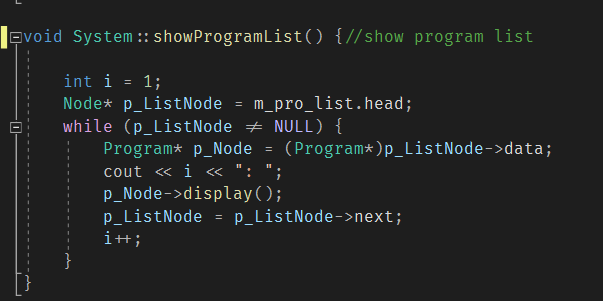 void System::showProgramList() {//show program list
int i = 1;
Node* p_ListNode = m_pro_list.head;
while (p_ListNode != NULL) {
Program* p_Node = (Program*)p_ListNode->data;
cout << i << ": ";
p_Node->display();
p_ListNode = p_ListNode->next;
i++;
}
}